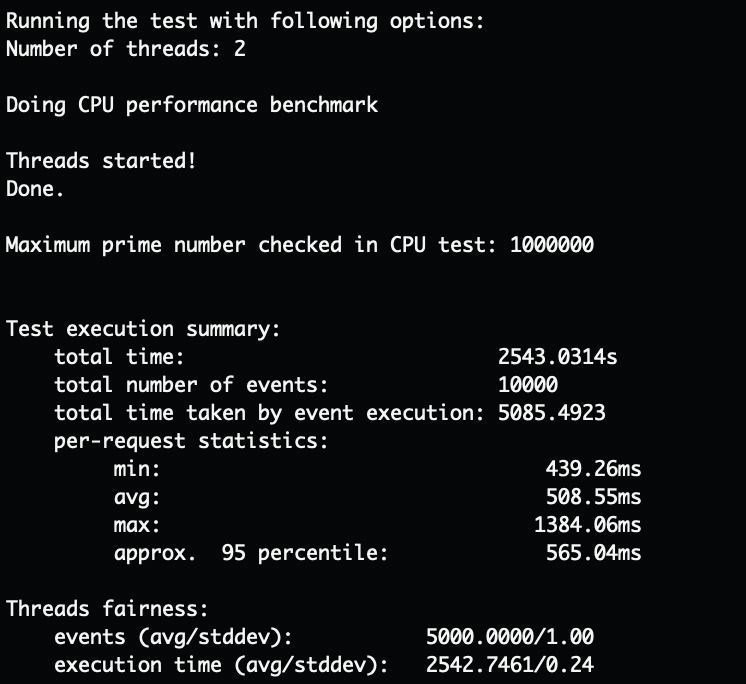 Running the test with following options:
Number of threads: 2
Doing CPU performance benchmark
Threads started!
Done.
Maximum prime number checked in CPU test: 1000000
Test execution summary:
total time: 2543.0314s
total number of events: 10000
total time taken by event execution: 5085.4923
per-request statistics:
min: 439.26ms
avg: 508.55ms
max: 1384.06ms
approx. 95 percentile: 565.04ms
Threads fairness:
events (avg/stddev): 5000.0000/1.00
execution time (avg/stddev): 2542.7461/0.24